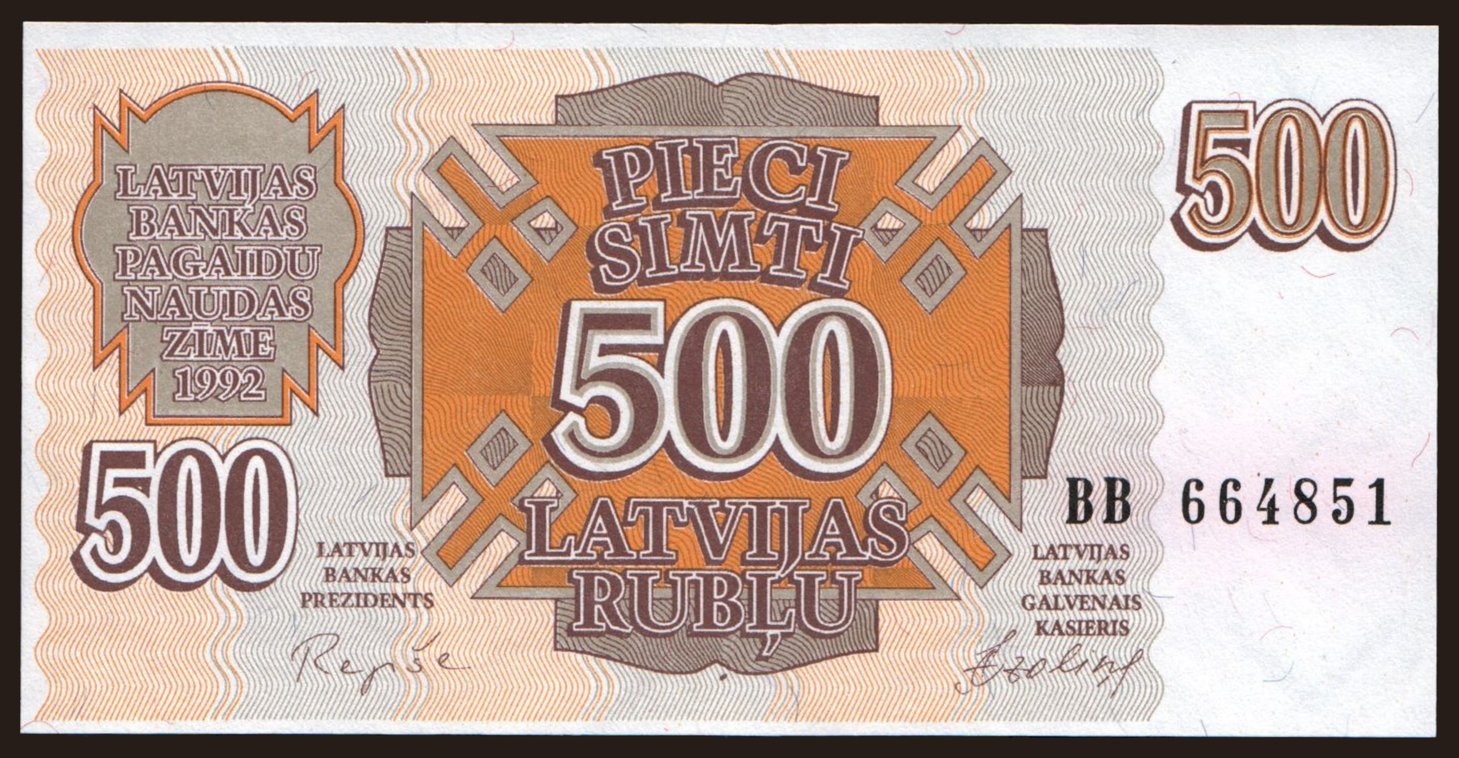 LATVIJAS
BANKAS
PAGAIDU
NAUDAS
ZĪME
1992
500
PIECI
SIMTI
500
LATVIJAS
RUBĻU
500
BB 664851
LATVIJAS
BANKAS
PREZIDENTS
Repše
LATVIJAS
BANKAS
GALVENAIS
KASIERIS